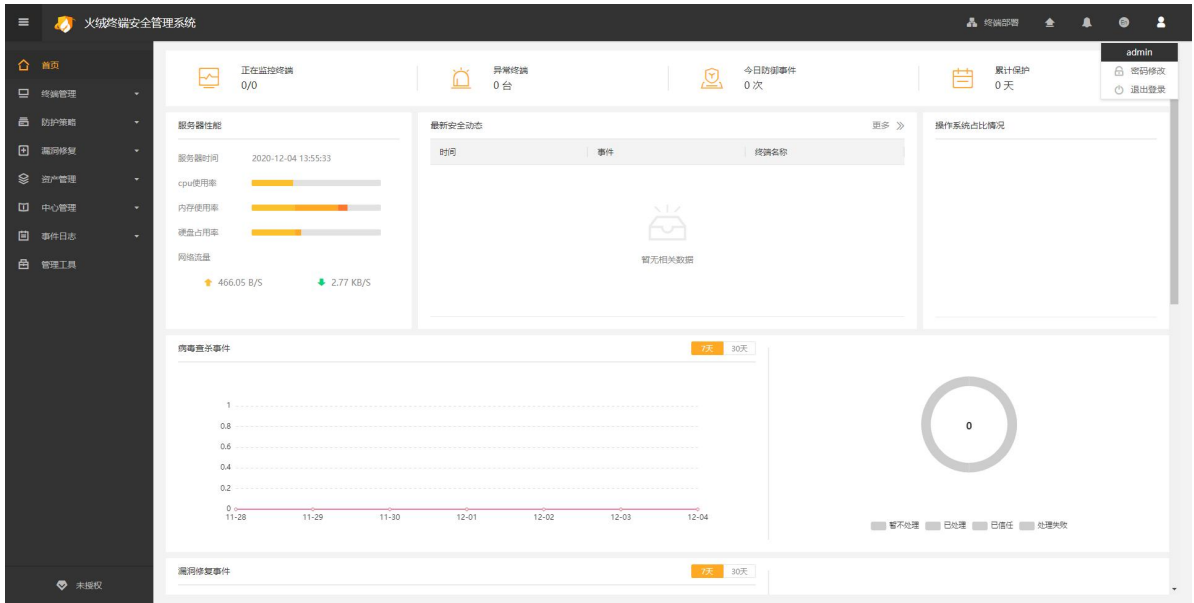 火绒终端安全管理系统
终端部署
admin
密码修改
退出登录
首页
终端管理
防护策略
漏洞修复
资产管理
中心管理
事件日志
管理工具
未授权
正在监控终端
0/0
异常终端
0 台
今日防御事件
0 次
累计保护
0 天
服务器性能
服务器时间 2020-12-04 13:55:33
cpu使用率
内存使用率
硬盘占用率
网络流量
466.05 B/S 2.77 KB/S
最新安全动态 更多
时间 事件 终端名称
暂无相关数据
操作系统占比情况
病毒查杀事件 7天 30天
1
0.8
0.6
0.4
0.2
0
11-28 11-29 11-30 12-01 12-02 12-03 12-04
0
暂不处理 已处理 已信任 处理失败
漏洞修复事件 7天 30天